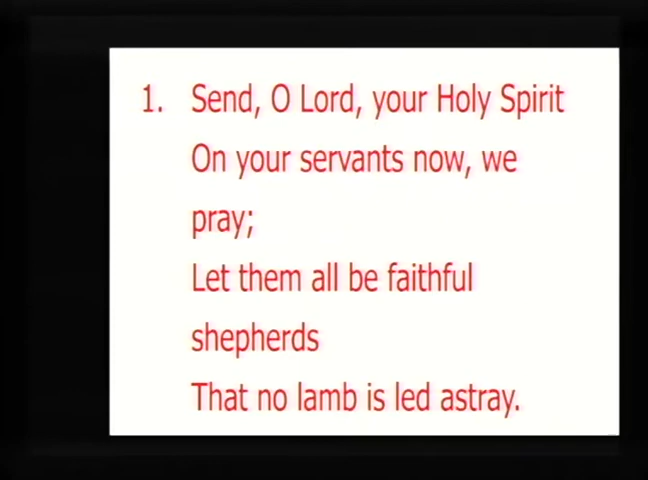 1. Send, O Lord, your Holy Spirit
On your servants now, we
pray;
Let them all be faithful
shepherds
That no lamb is led astray.